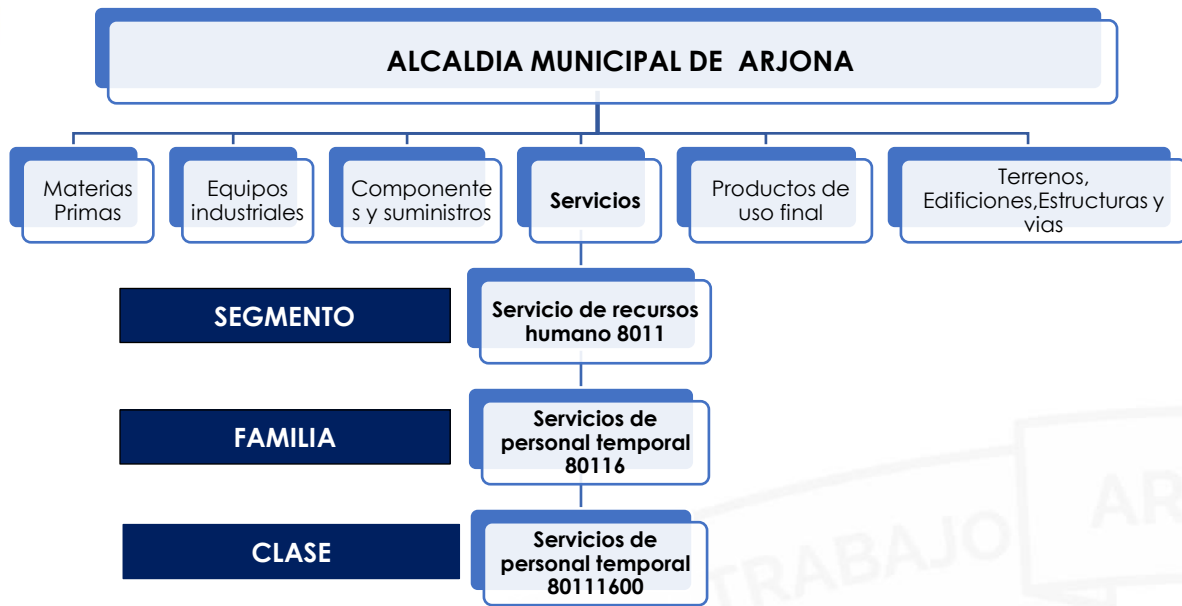 ALCALDIA MUNICIPAL DE ARJONA
Materias
Primas
Equipos
industriales
Componente
s y suministros
Servicios
Productos de
uso final
Terrenos,
Edificiones,Estructuras y
vias
SEGMENTO
Servicio de recursos
humano 8011
FAMILIA
Servicios de
personal temporal
80116
CLASE
Servicios de
personal temporal
80111600
TRABAJO
AR